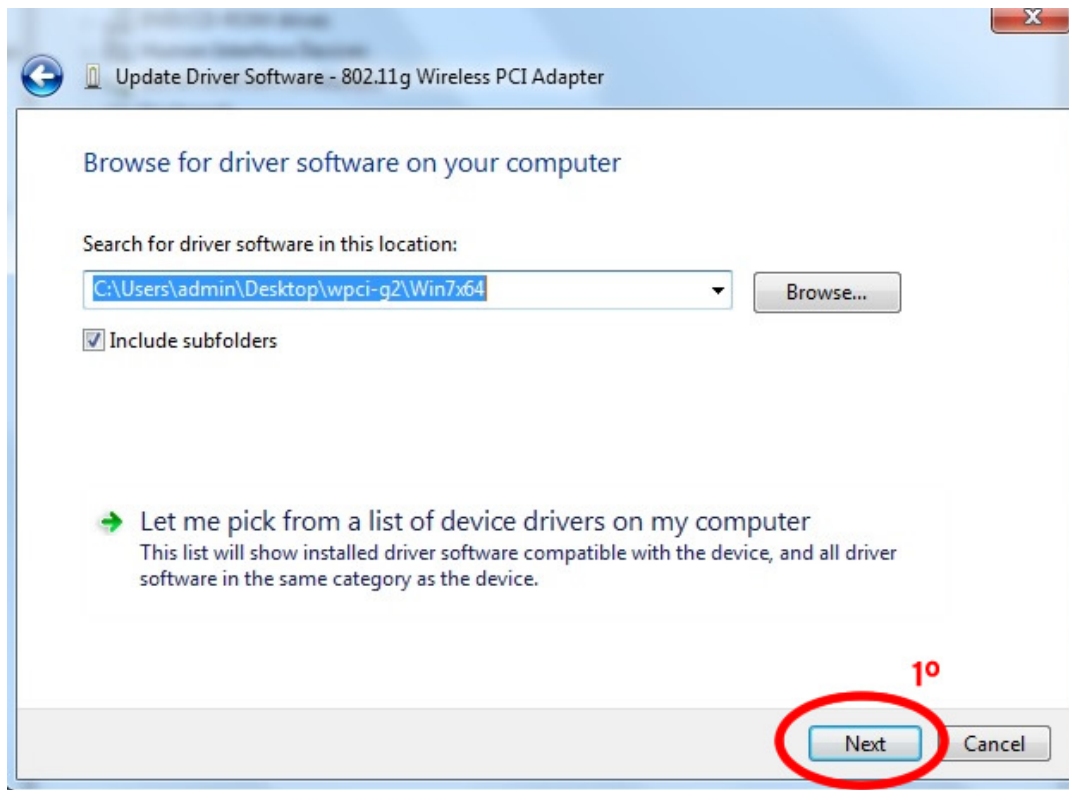 Update Driver Software - 802.11g Wireless PCI Adapter
Browse for driver software on your computer
Search for driver software in this location:
C:\Users\admin\Desktop\wpci-g2\Win7x64
Browse...
Include subfolders
Let me pick from a list of device drivers on my computer
This list will show installed driver software compatible with the device, and all driver
software in the same category as the device.
1º
Next
Cancel